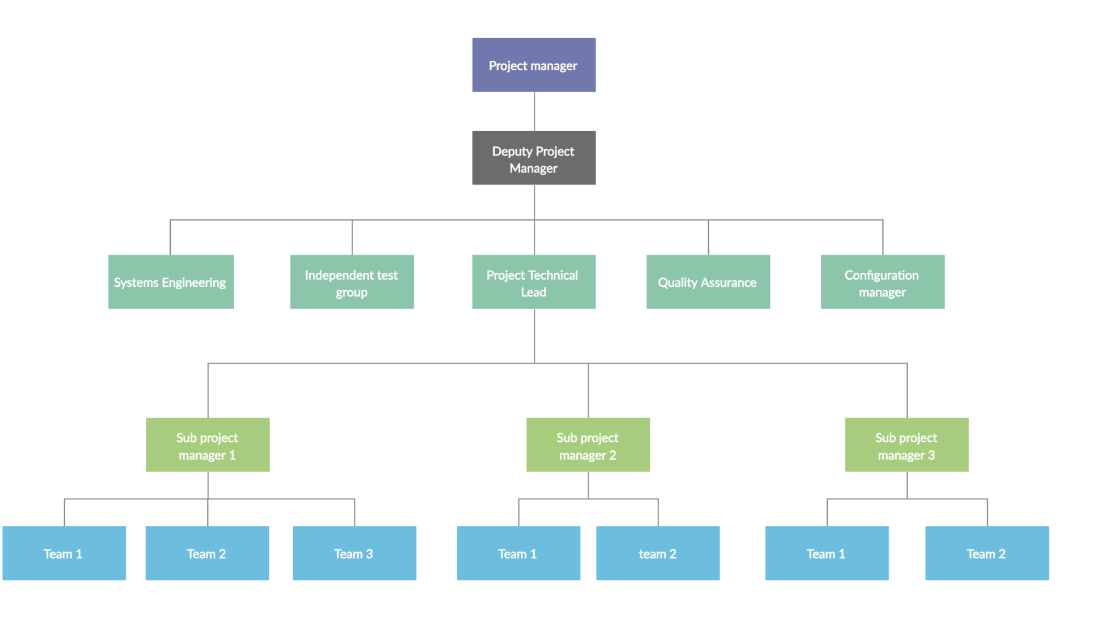 Project manager
Deputy Project
Manager
Systems Engineering
Independent test
group
Project Technical
Lead
Quality Assurance
Configuration
manager
Sub project
manager 1
Sub project
manager 2
Sub project
manager 3
Team 1
Team 2
Team 3
Team 1
team 2
Team 1
Team 2